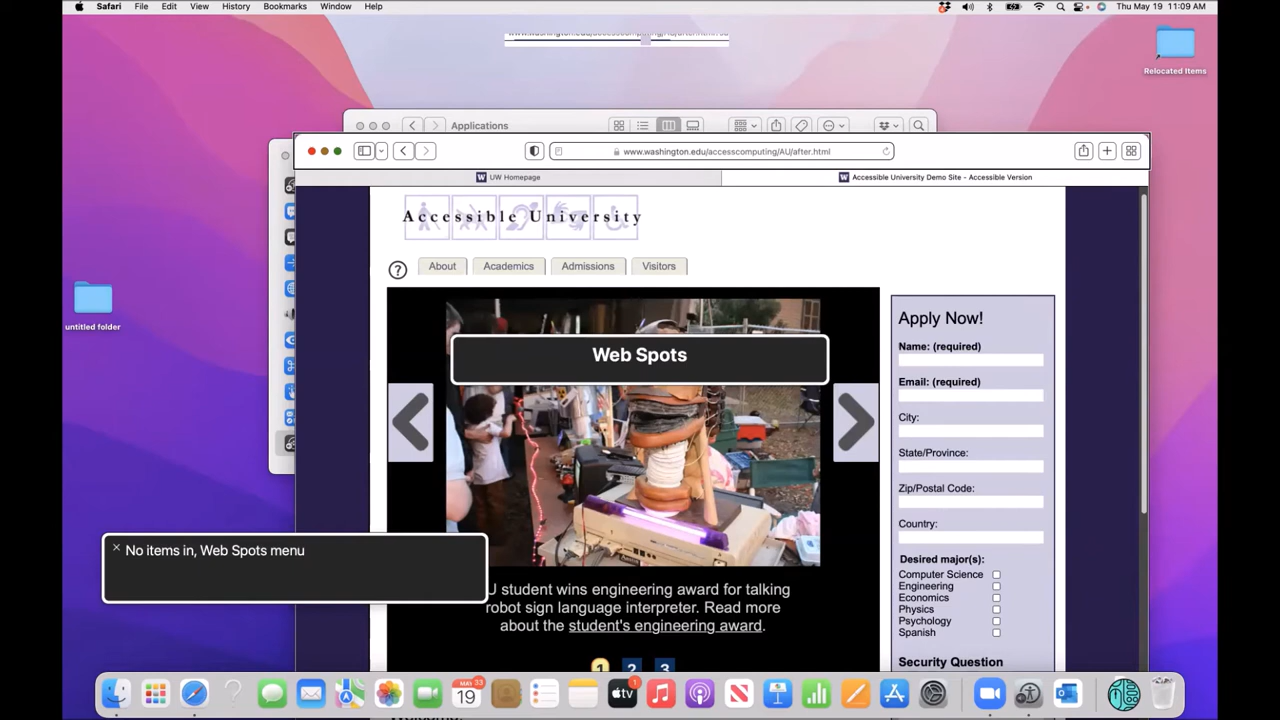 Safari File Edit View History Bookmarks Window Help Thu May 19 11:09 AM
Relocated Items
Applications
www.washington.edu/accesscomputing/AU/after.html
UW Homepage Accessible University Demo Site - Accessible Version
Accessible University
? About Academics Admissions Visitors
Apply Now!
Name: (required)
Email: (required)
City:
State/Province:
Zip/Postal Code:
Country:
Desired major(s):
Computer Science
Engineering
Economics
Physics
Psychology
Spanish
Security Question
untitled folder
Web Spots
No items in, Web Spots menu
U student wins engineering award for talking
robot sign language interpreter. Read more
about the student's engineering award.
1 2 3
MAY 33
19
tv 1